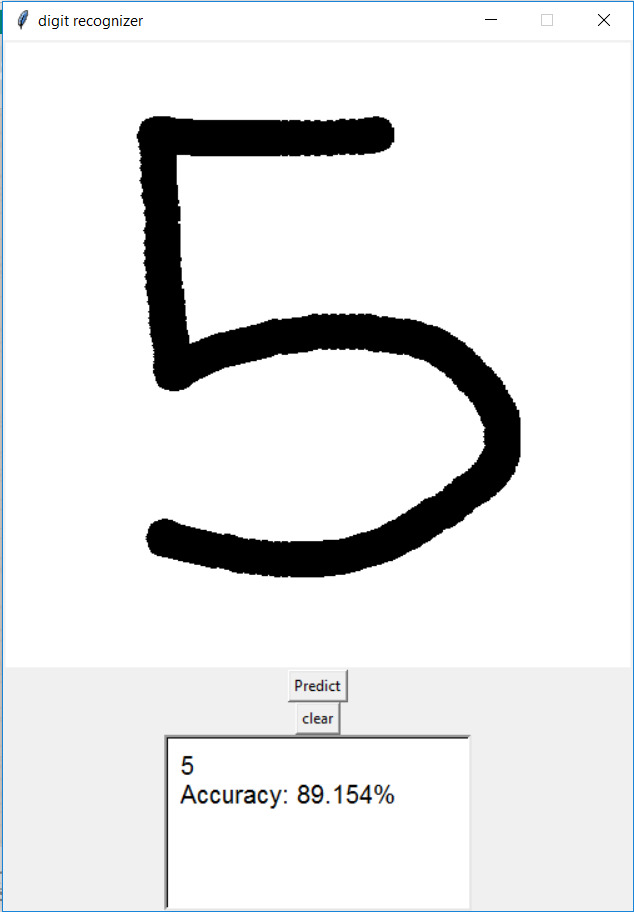 digit recognizer
5
Predict
clear
5
Accuracy: 89.154%